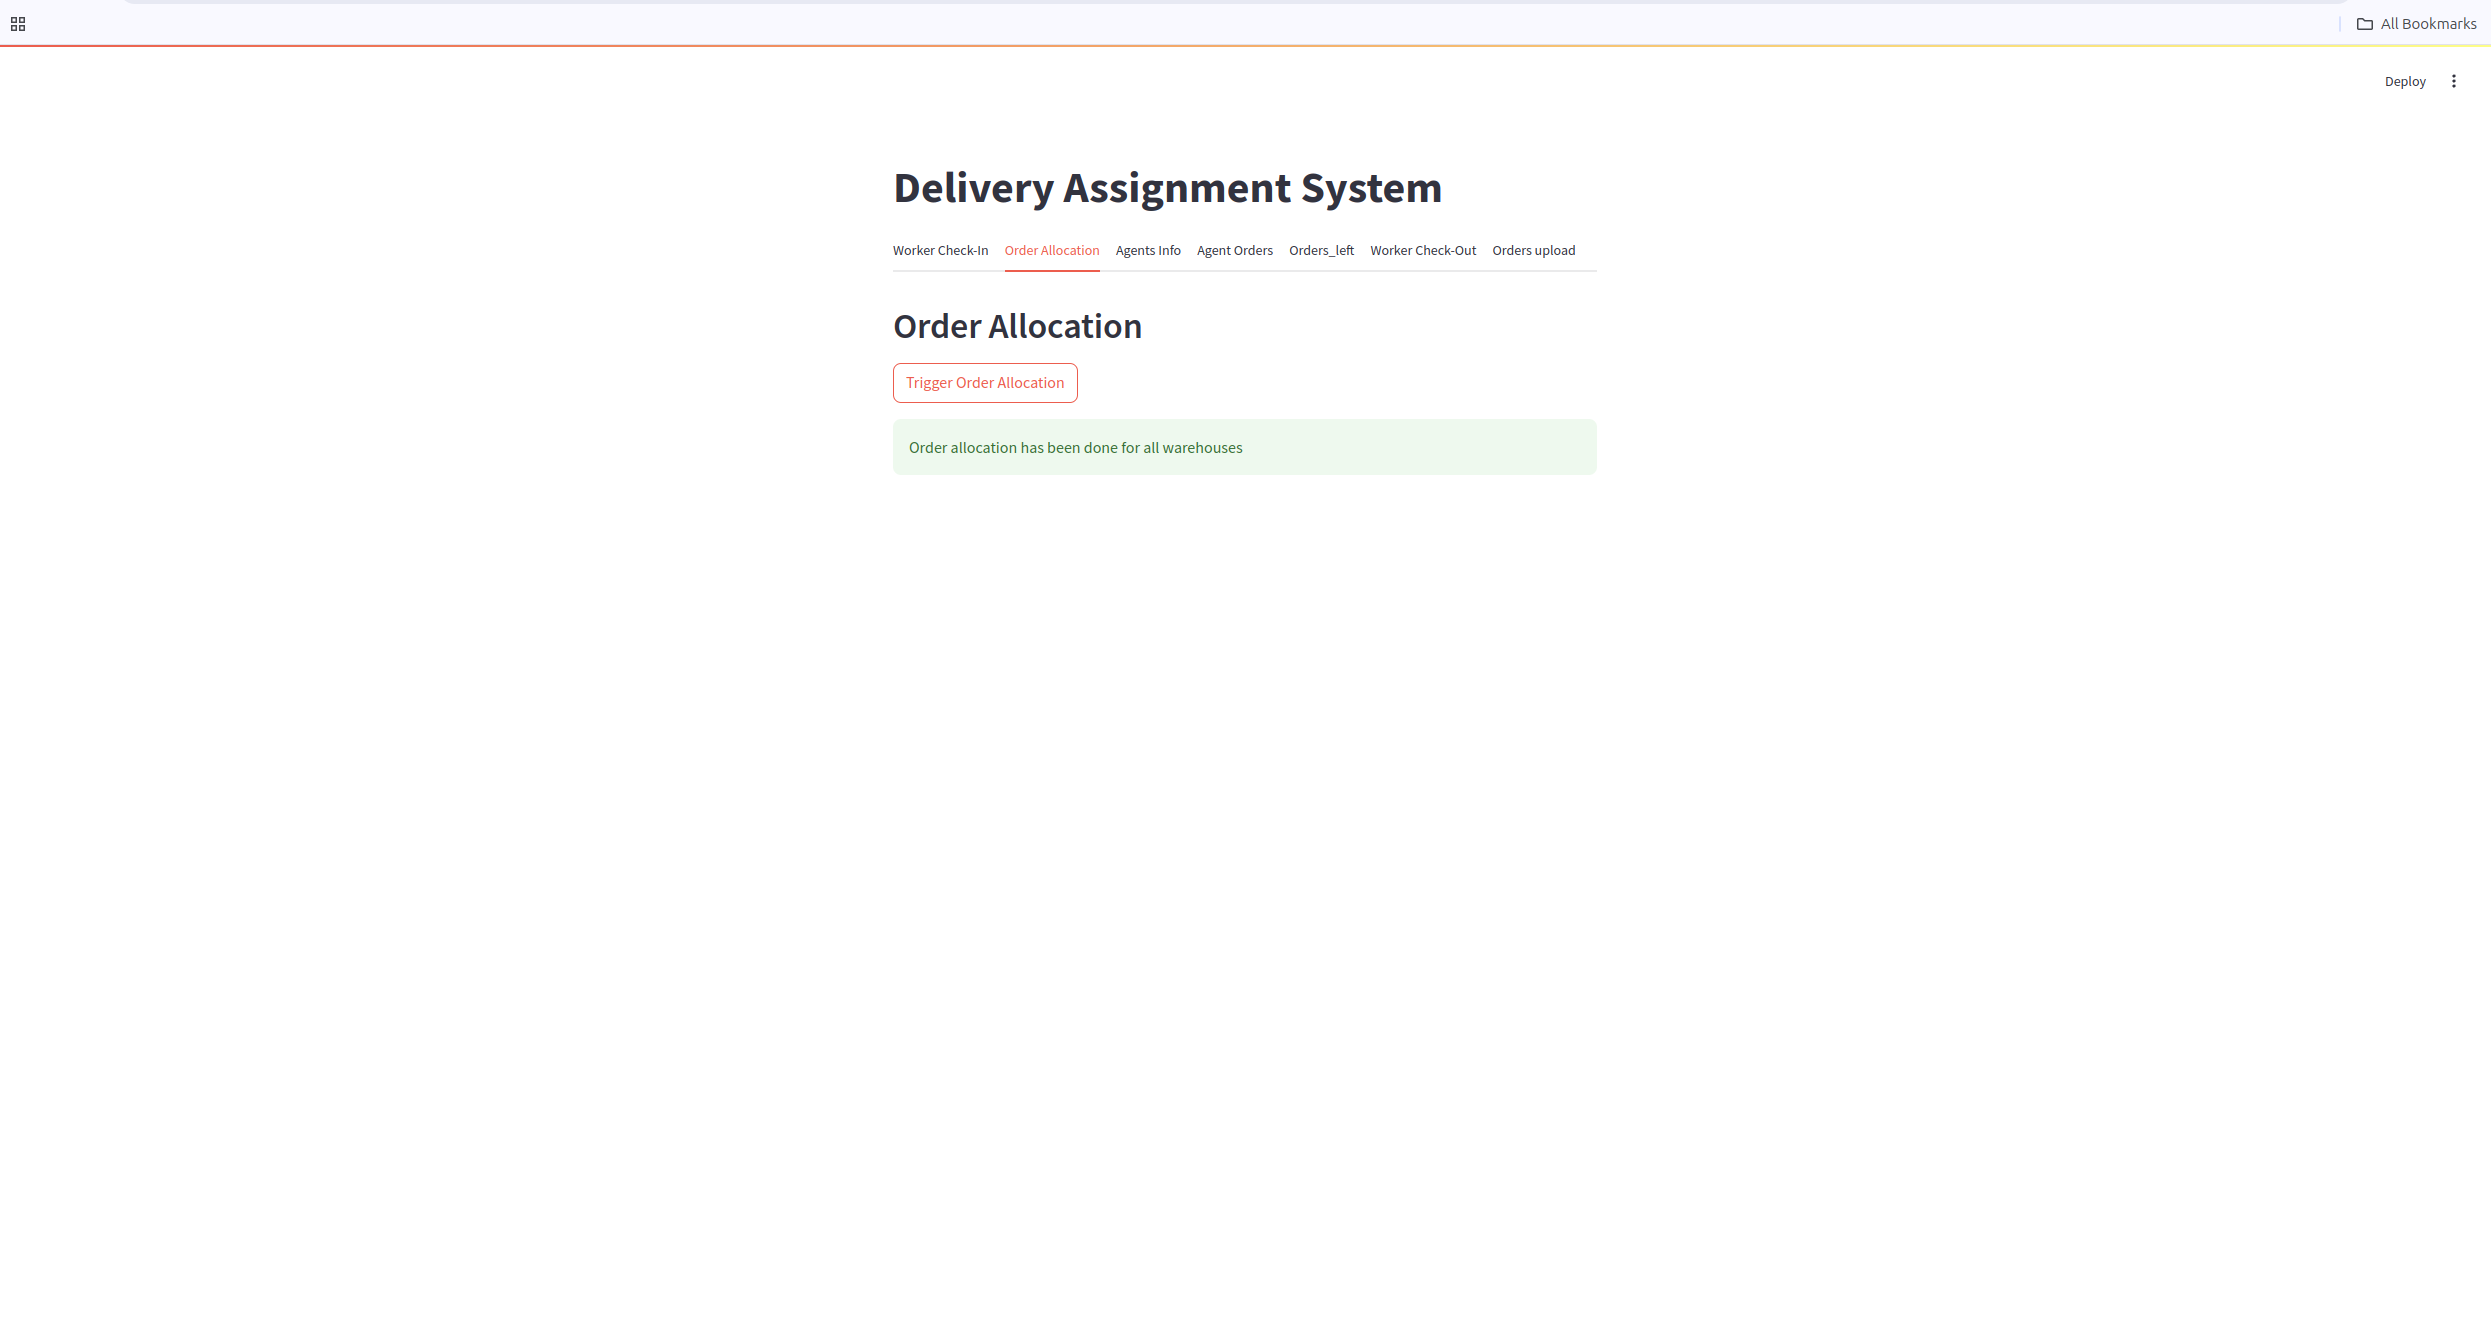 All Bookmarks
Deploy
Delivery Assignment System
Worker Check-In Order Allocation Agents Info Agent Orders Orders_left Worker Check-Out Orders upload
Order Allocation
Trigger Order Allocation
Order allocation has been done for all warehouses